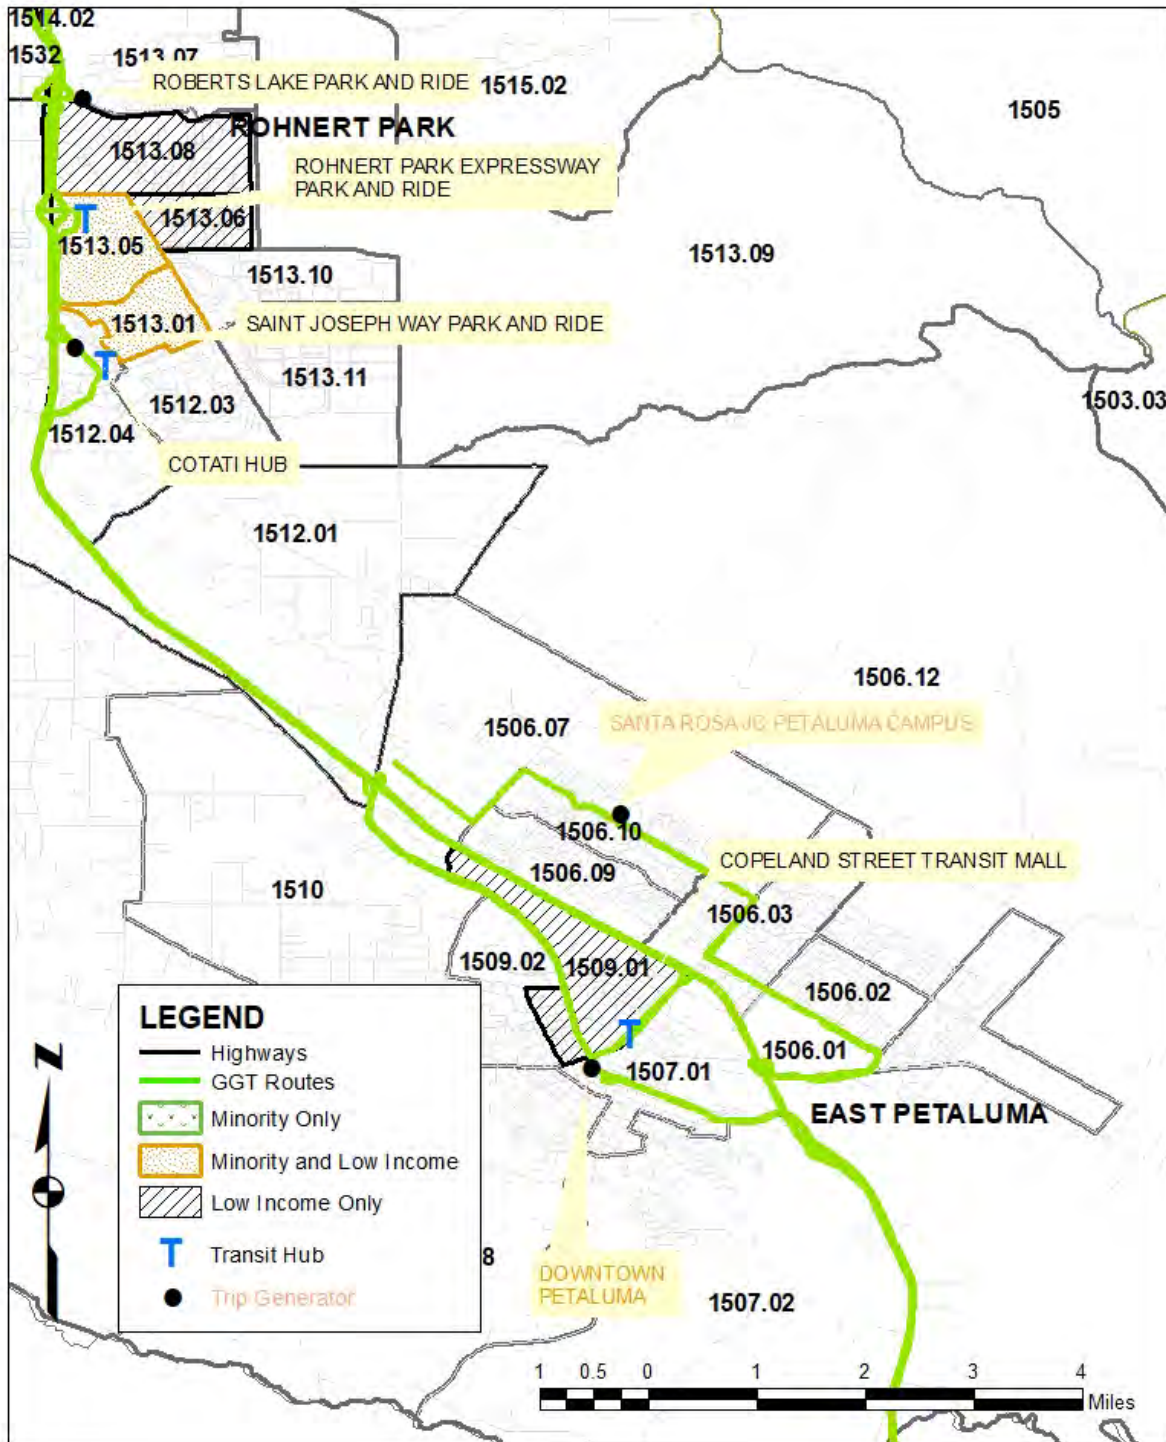 1514.02
1532
1513.07
ROBERTS LAKE PARK AND RIDE
1515.02
1505
ROHNERT PARK
1513.08
ROHNERT PARK EXPRESSWAY
PARK AND RIDE
T
1513.06
1513.05
1513.09
1513.10
1513.01
SAINT JOSEPH WAY PARK AND RIDE
T
1513.11
1512.03
1503.03
1512.04
COTATI HUB
1512.01
1506.12
1506.07
SANTA ROSA JC PETALUMA CAMPUS
1506.10
COPELAND STREET TRANSIT MALL
1506.09
1510
1506.03
1509.02
1509.01
1506.02
T
1506.01
1507.01
EAST PETALUMA
LEGEND
Highways
GGT Routes
Minority Only
Minority and Low Income
Low Income Only
T Transit Hub
Trip Generator
N
8
DOWNTOWN
PETALUMA
1507.02
1 0.5 0 1 2 3 4
Miles